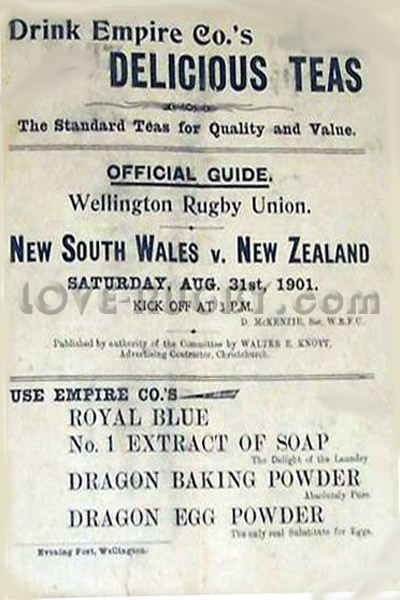 Drink Empire Co.'s
DELICIOUS TEAS
The Standard Teas for Quality and Value.
OFFICIAL GUIDE.
Wellington Rugby Union.
NEW SOUTH WALES v. NEW ZEALAND
SATURDAY, AUG. 31st, 1901.
KICK OFF AT 3 P.M.
D. McKENZIE, Sec. W.R.F.U.
Published by authority of the Committee by WALTER E. KNOTT,
Advertising Contractor, Christchurch.
USE EMPIRE CO.'S
ROYAL BLUE
No. 1 EXTRACT OF SOAP
The Delight of the Laundry
DRAGON BAKING POWDER
Absolutely Pure.
DRAGON EGG POWDER
The only real Substitute for Eggs.
Evening Post, Wellington.